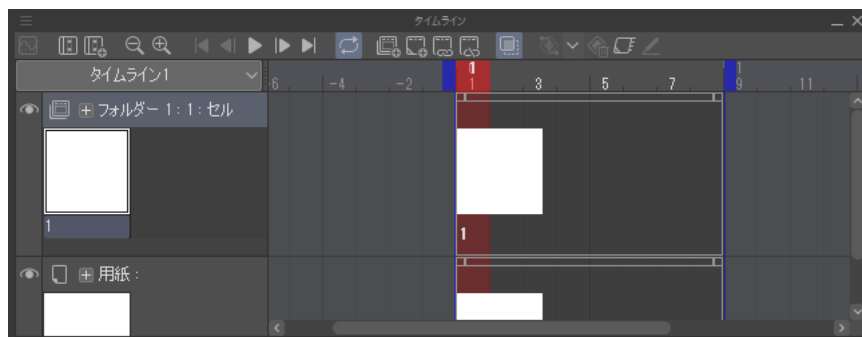 タイムライン
タイムライン1
-6 -4 -2 1 3 5 7 9 11
フォルダー 1 : 1 : セル
1
1
用紙 :